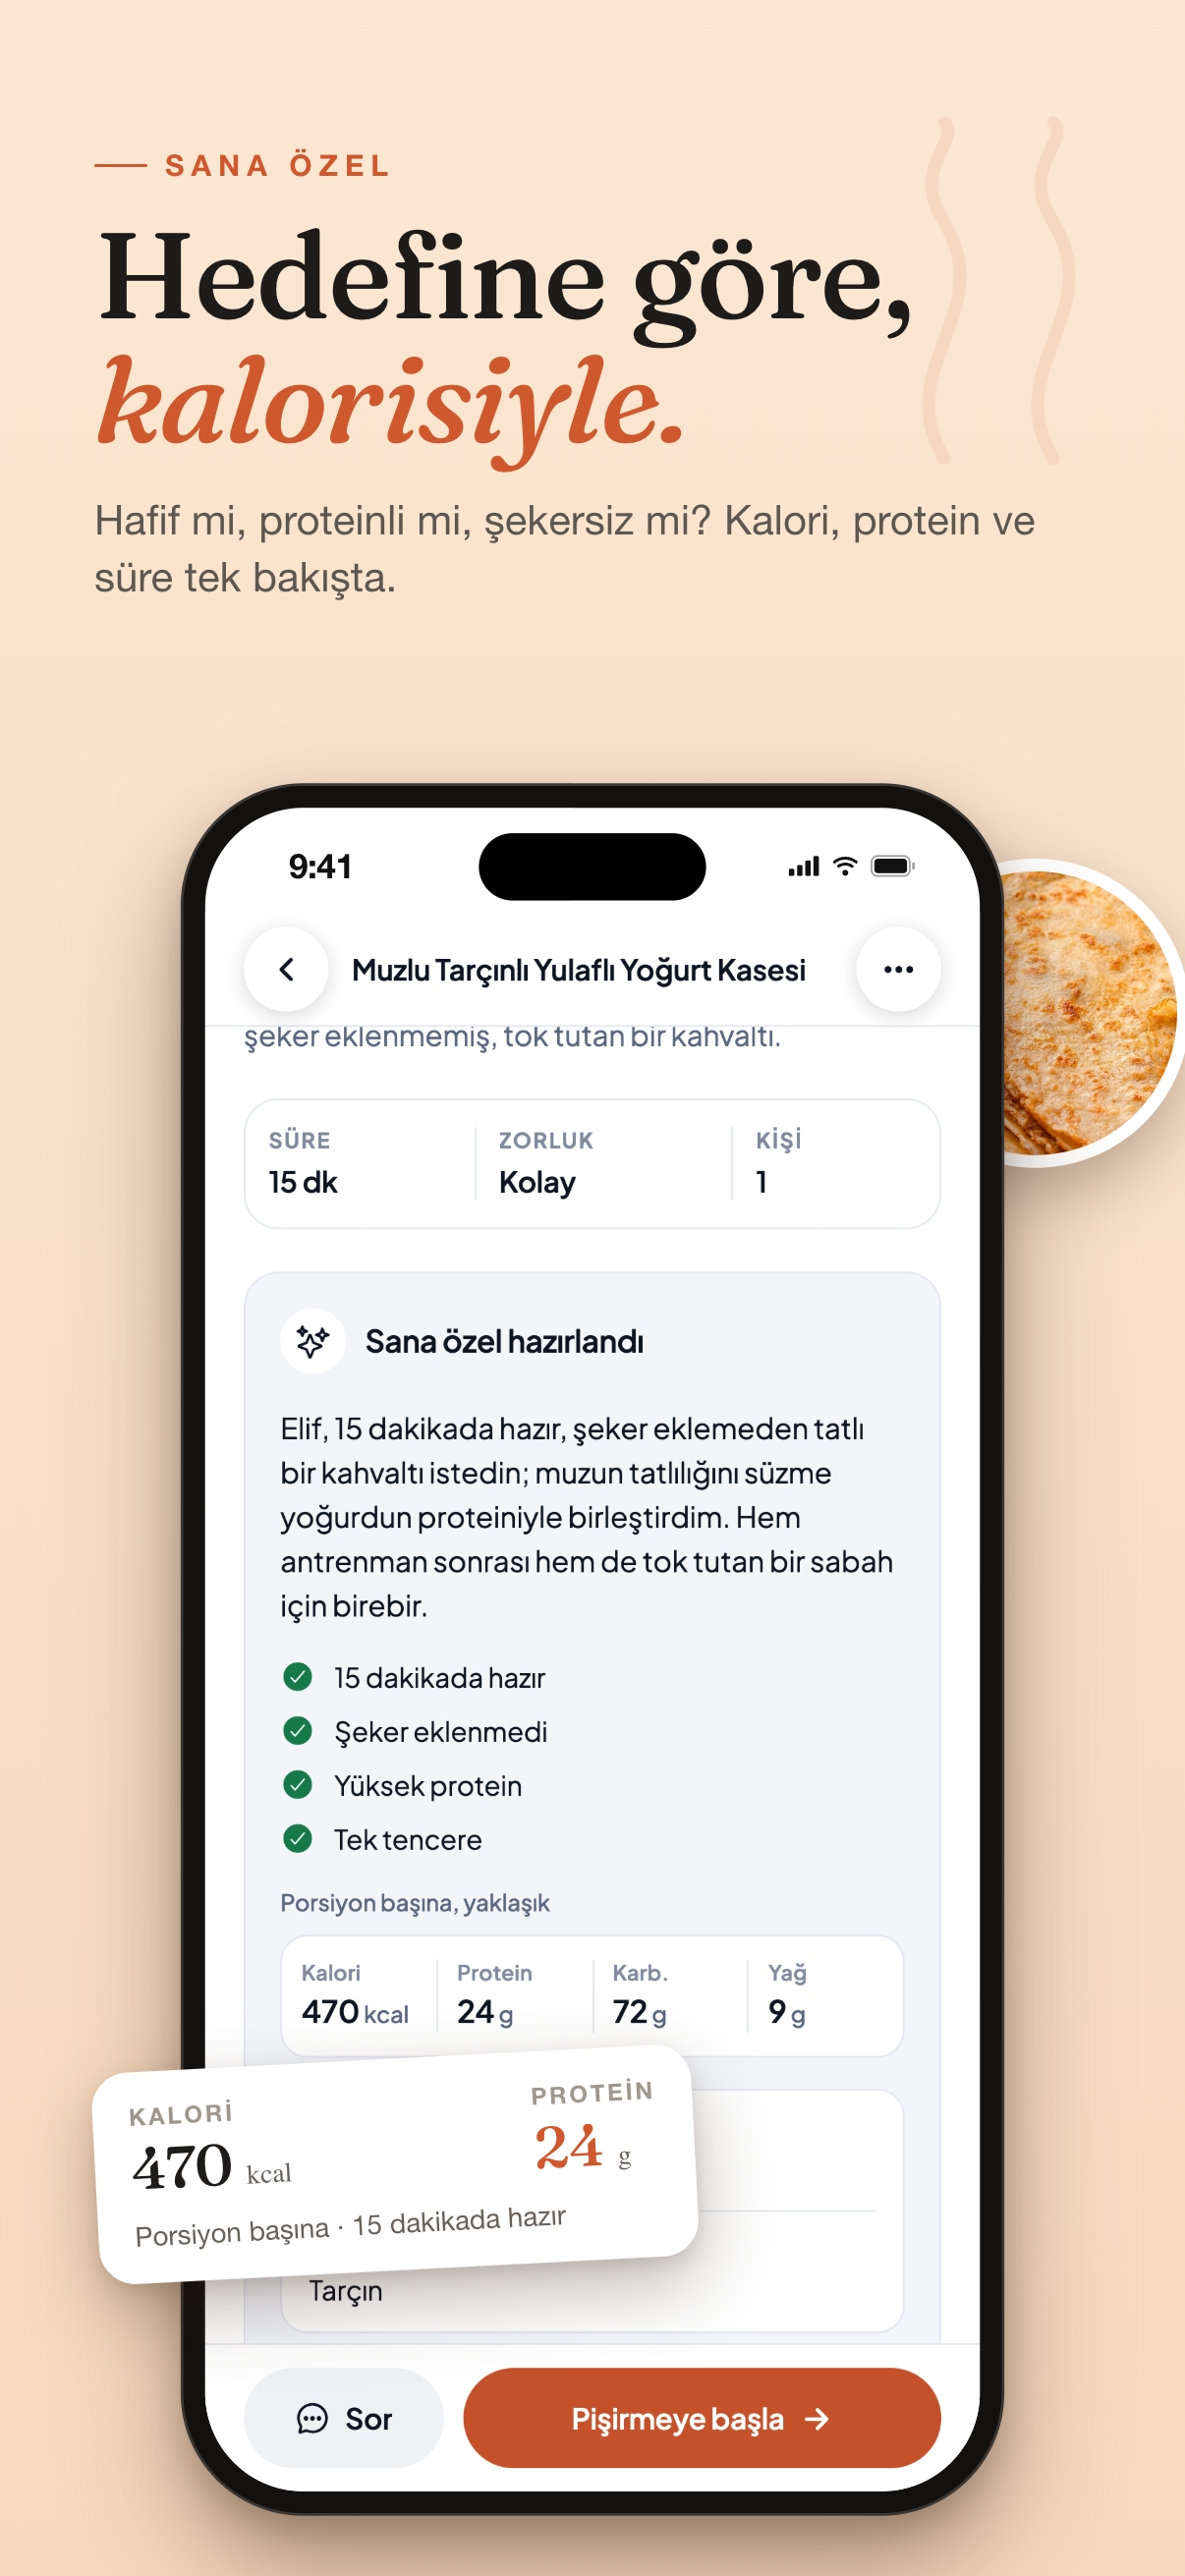 SANA ÖZEL
Hedefine göre,
kalorisiyle.
Hafif mi, proteinli mi, şekersiz mi? Kalori, protein ve
süre tek bakışta.
9:41
Muzlu Tarçınlı Yulaflı Yoğurt Kasesi
şeker eklenmemiş, tok tutan bir kahvaltı.
SÜRE ZORLUK KİŞİ
15 dk Kolay 1
Sana özel hazırlandı
Elif, 15 dakikada hazır, şeker eklemeden tatlı
bir kahvaltı istedin; muzun tatlılığını süzme
yoğurdun proteiniyle birleştirdim. Hem
antrenman sonrası hem de tok tutan bir sabah
için birebir.
15 dakikada hazır
Şeker eklenmedi
Yüksek protein
Tek tencere
Porsiyon başına, yaklaşık
Kalori Protein Karb. Yağ
470 kcal 24 g 72 g 9 g
KALORİ PROTEİN
470 kcal 24 g
Porsiyon başına · 15 dakikada hazır
Tarçın
Sor Pişirmeye başla